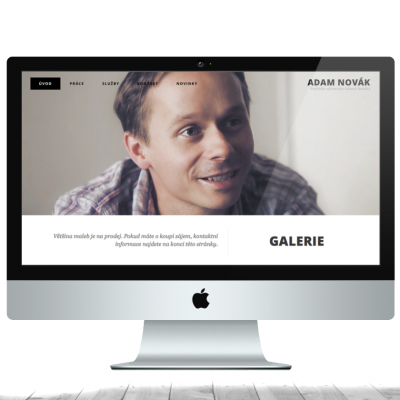 ÚVOD PRÁCE SLUŽBY KONTAKT NOVINKY
ADAM NOVÁK
Většina maleb je na prodej. Pokud máte o koupi zájem, kontaktní
informace najdete na konci této stránky.
GALERIE